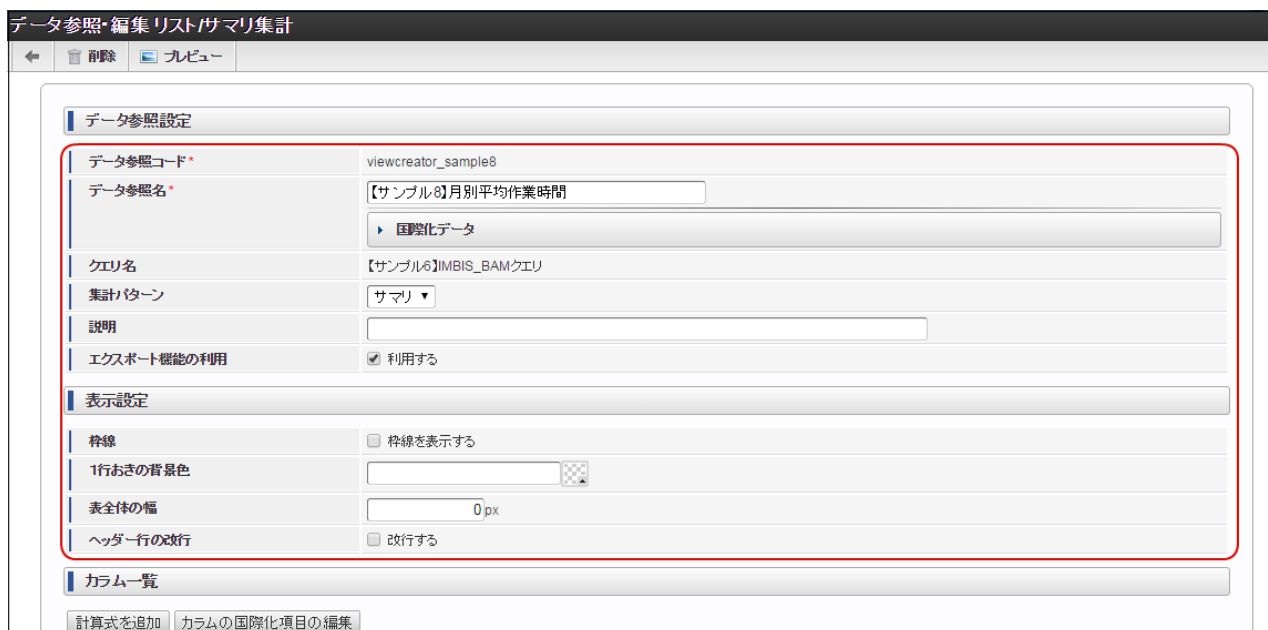 データ参照・編集 リスト/サマリ集計
削除 プレビュー
データ参照設定
データ参照コード* viewcreator_sample8
データ参照名* 【サンプル8】月別平均作業時間
国際化データ
クエリ名 【サンプル6】IMBIS_BAMクエリ
集計パターン サマリ
説明
エクスポート機能の利用 利用する
表示設定
枠線 枠線を表示する
1行おきの背景色
表全体の幅 0 px
ヘッダー行の改行 改行する
カラム一覧
計算式を追加 カラムの国際化項目の編集